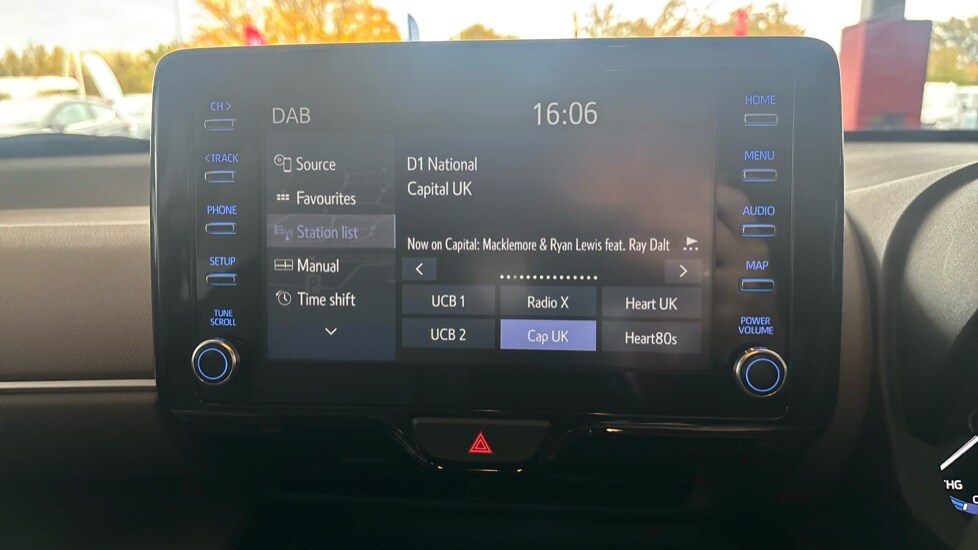 CH >
< TRACK
PHONE
SETUP
TUNE
SCROLL
DAB
16:06
Source
Favourites
Station list
Manual
Time shift
D1 National
Capital UK
Now on Capital: Macklemore & Ryan Lewis feat. Ray Dalt
< >
UCB 1 Radio X Heart UK
UCB 2 Cap UK Heart80s
HOME
MENU
AUDIO
MAP
POWER
VOLUME
HG